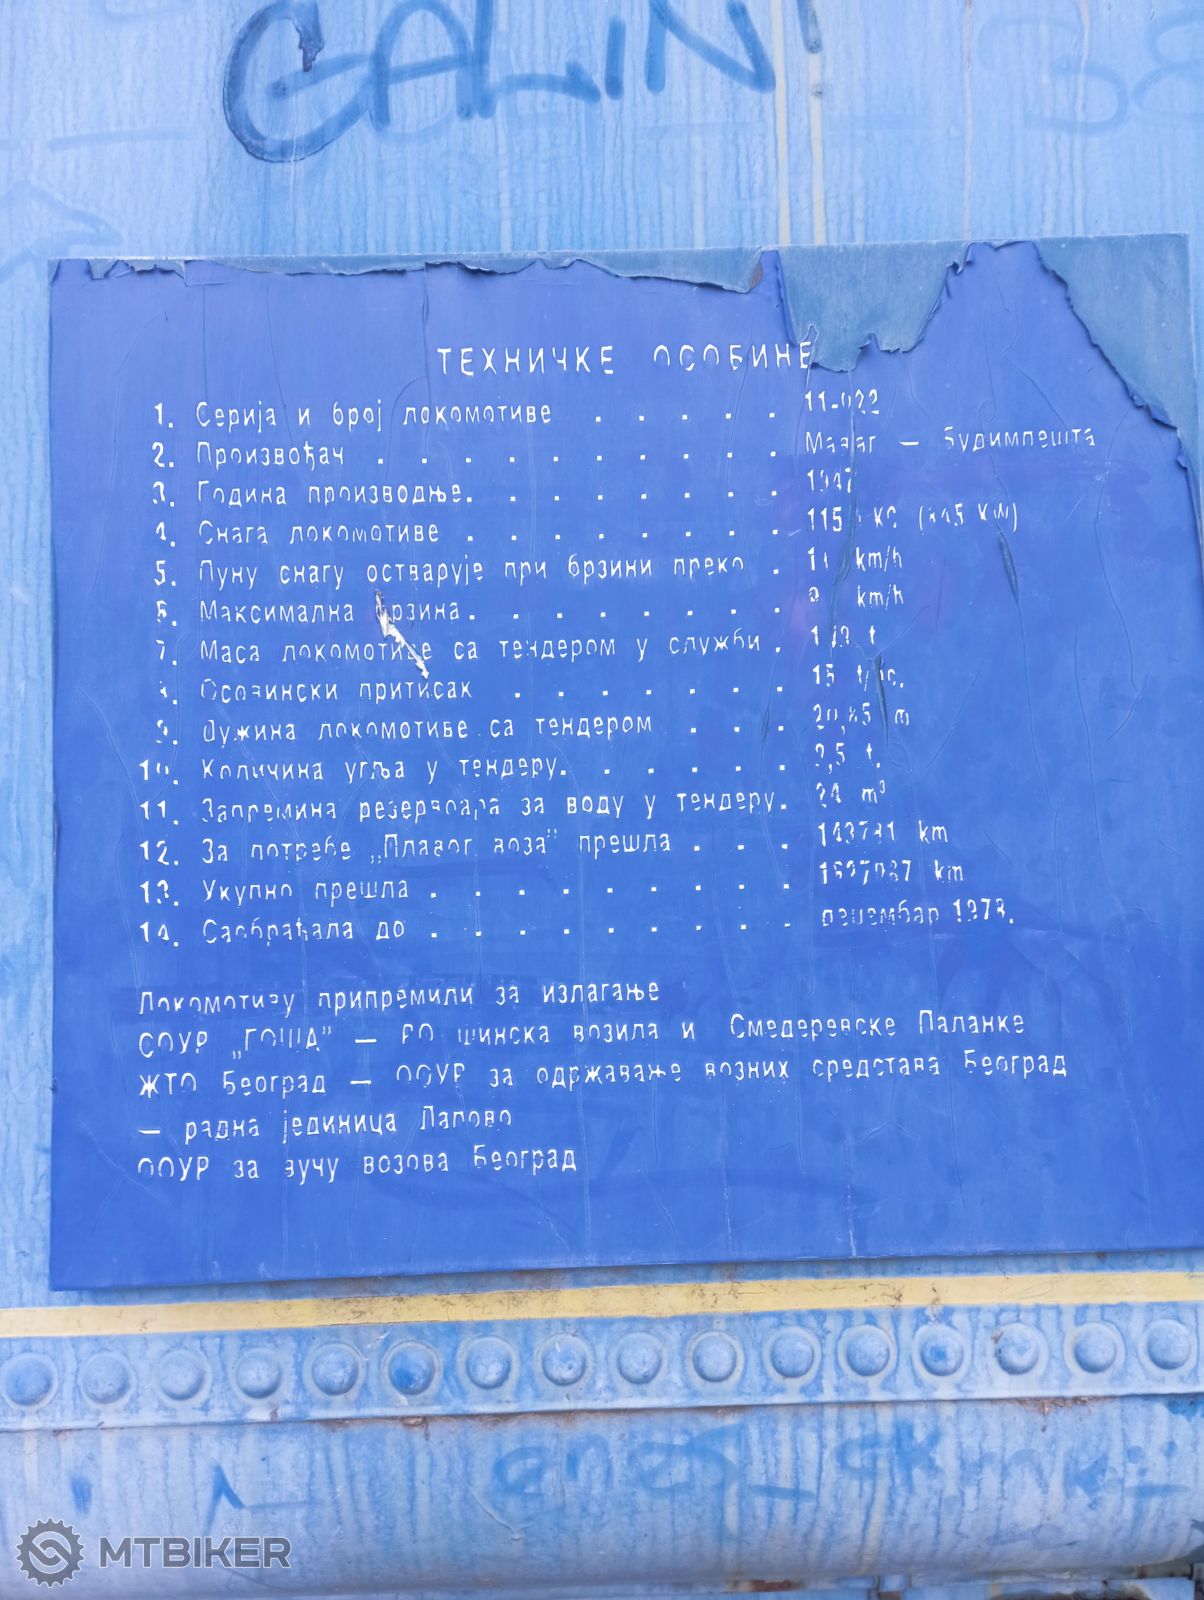 GALIN
ТЕХНИЧКЕ ОСОБИНЕ
1. Серија и број локомотиве . . . . . 11-022
2. Произвођач . . . . . . . . . . — Будимпешта
3. Година производње. . . . . . . . 1947
4. Снага локомотиве . . . . . . . . КС
5. Пуну снагу остварује при брзини преко . km/h
6. Максимална брзина. . . . . . . . km/h
7. Маса локомотиве са тендером у служби . t
8. Осовински притисак . . . . . . . 15
9. Дужина локомотиве са тендером . . . m
10. Количина угља у тендеру. . . . . . t.
11. Запремина резервоара за воду у тендеру. 24 m³
12. За потребе „Плавог воза” прешла . . . km
13. Укупно прешла . . . . . . . . . km
14. Саобраћала до . . . . . . . . . децембар
Локомотиву припремили за излагање
СОУР „ГОША” — РО шинска возила и Смедеревске Паланке
ЖТО Београд — ООУР за одржавање возних средстава Београд
— радна јединица Лапово
ООУР за вучу возова Београд
MTBIKER